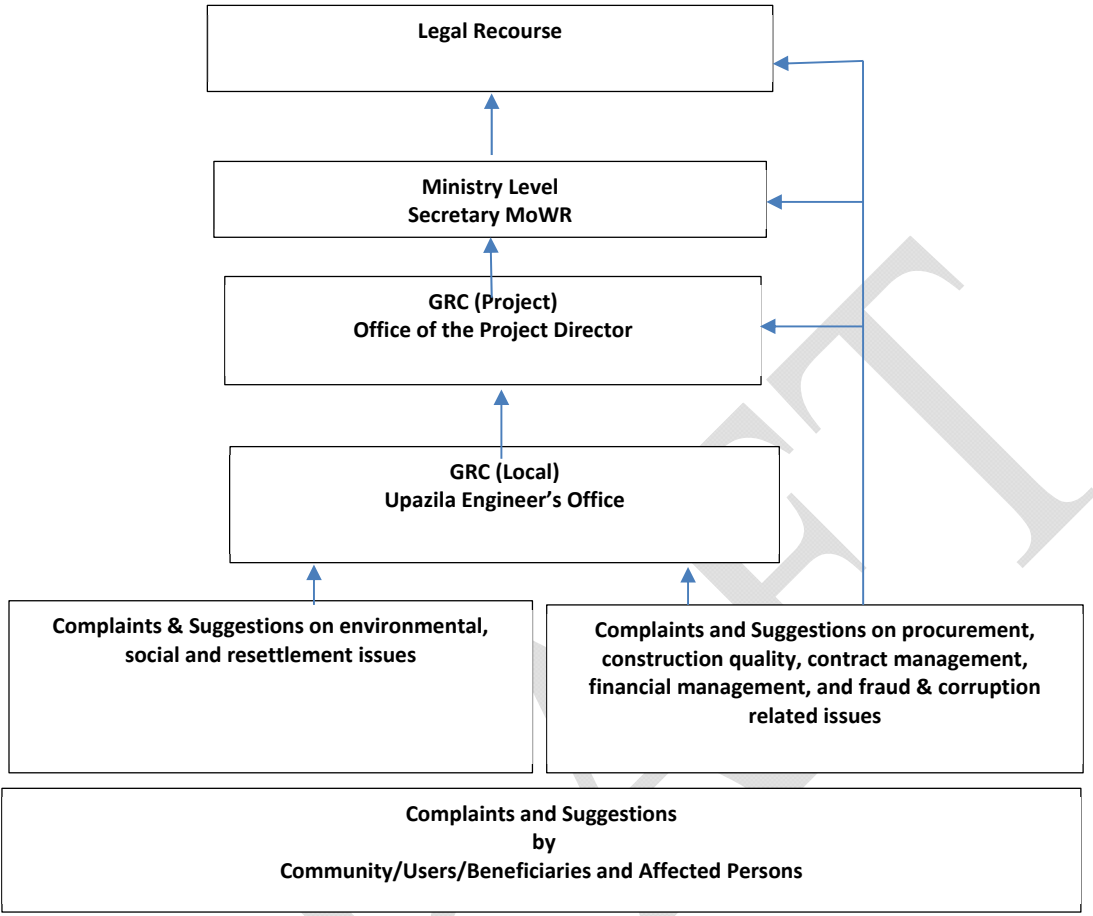 Legal Recourse
Ministry Level
Secretary MoWR
GRC (Project)
Office of the Project Director
GRC (Local)
Upazila Engineer’s Office
Complaints & Suggestions on environmental,
social and resettlement issues
Complaints and Suggestions on procurement,
construction quality, contract management,
financial management, and fraud & corruption
related issues
Complaints and Suggestions
by
Community/Users/Beneficiaries and Affected Persons